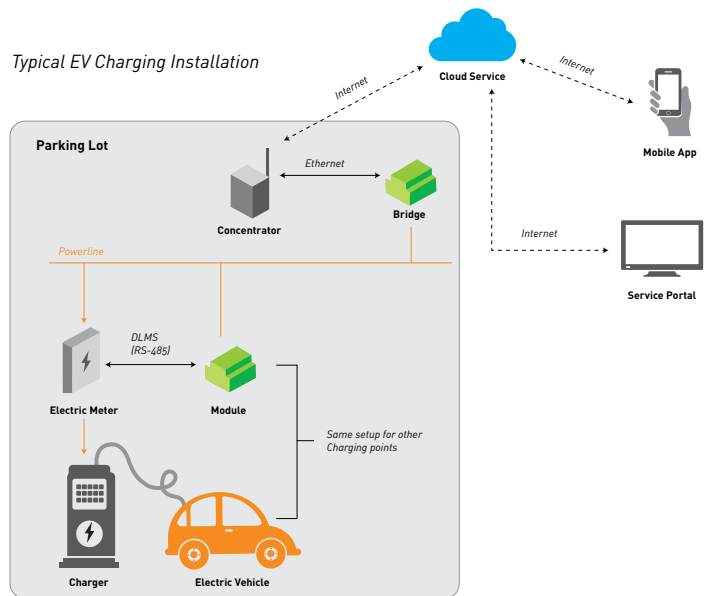 Typical EV Charging Installation
Cloud Service
Internet
Internet
Mobile App
Parking Lot
Ethernet
Concentrator
Bridge
Internet
Service Portal
Powerline
DLMS
(RS-485)
Electric Meter
Module
Same setup for other
Charging points
Charger
Electric Vehicle